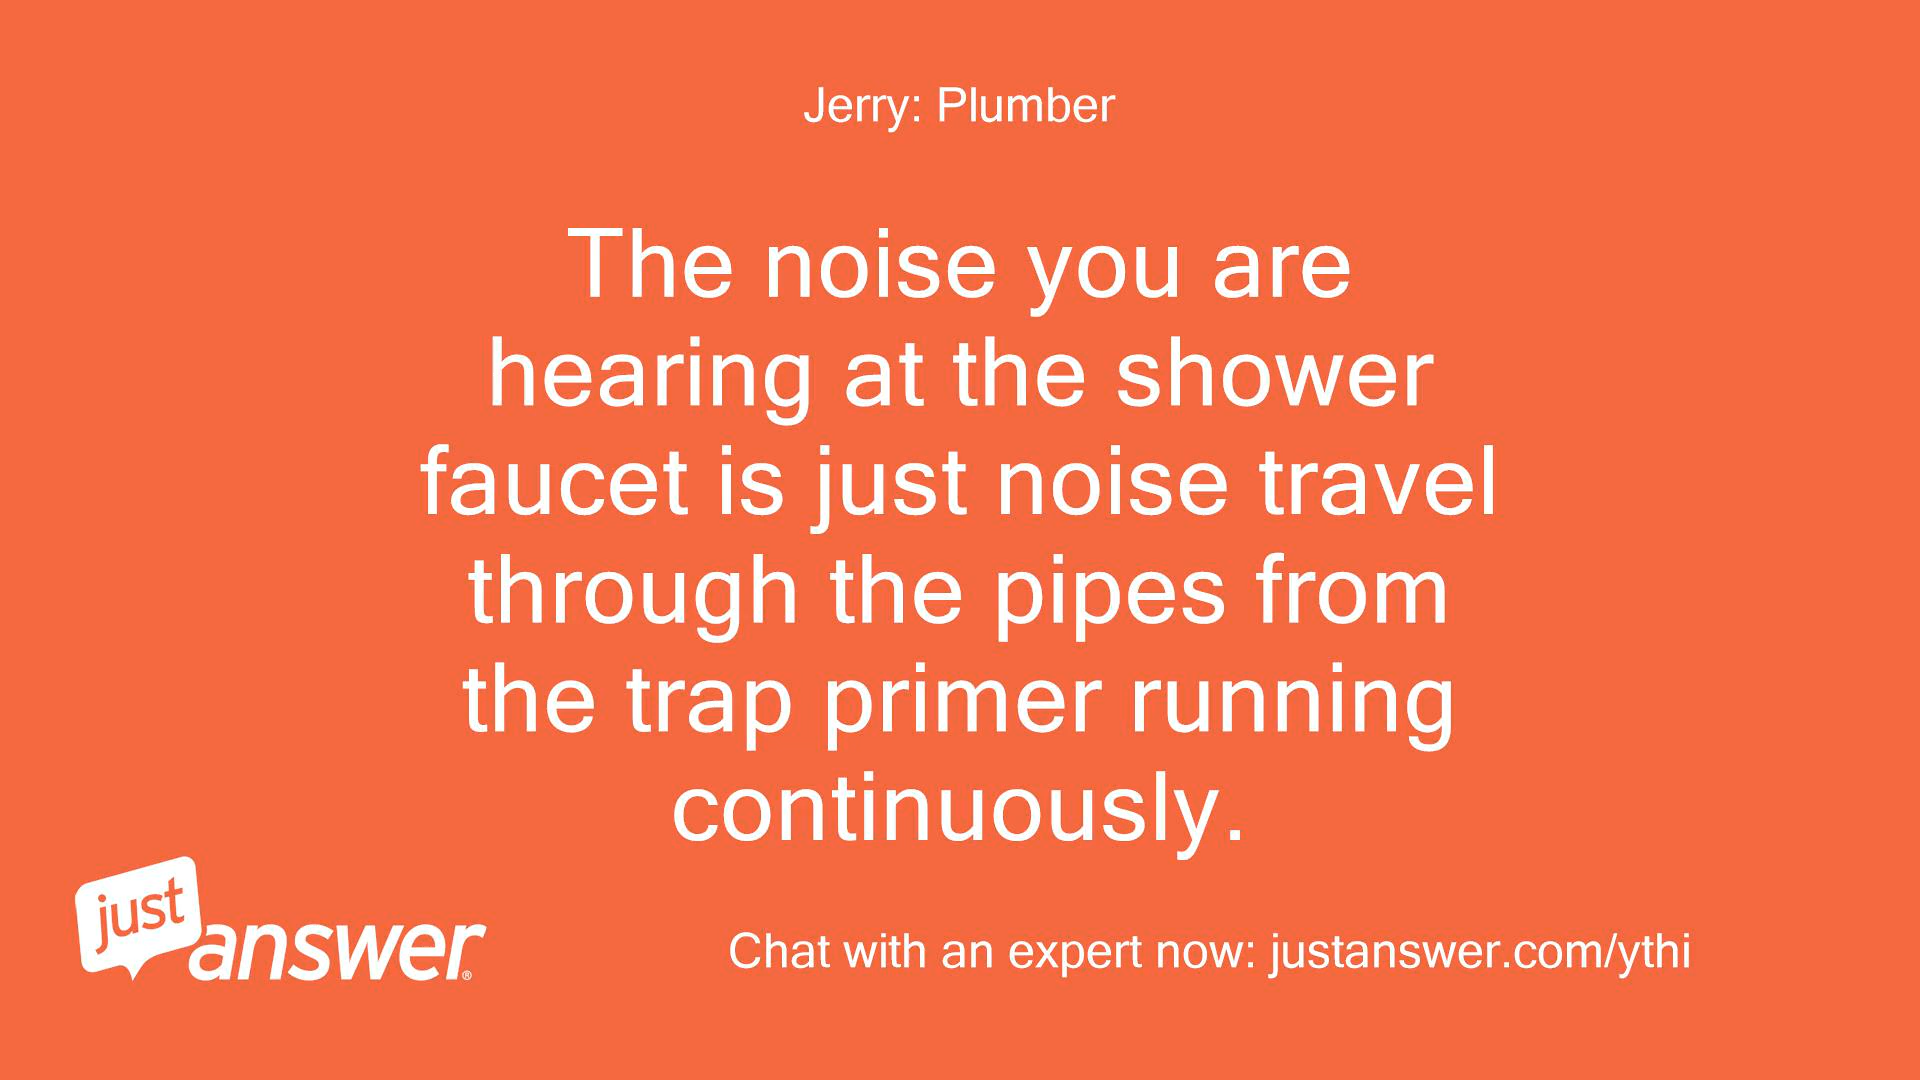 Jerry: Plumber
The noise you are
hearing at the shower
faucet is just noise travel
through the pipes from
the trap primer running
continuously.
just
answer®
Chat with an expert now: justanswer.com/ythi